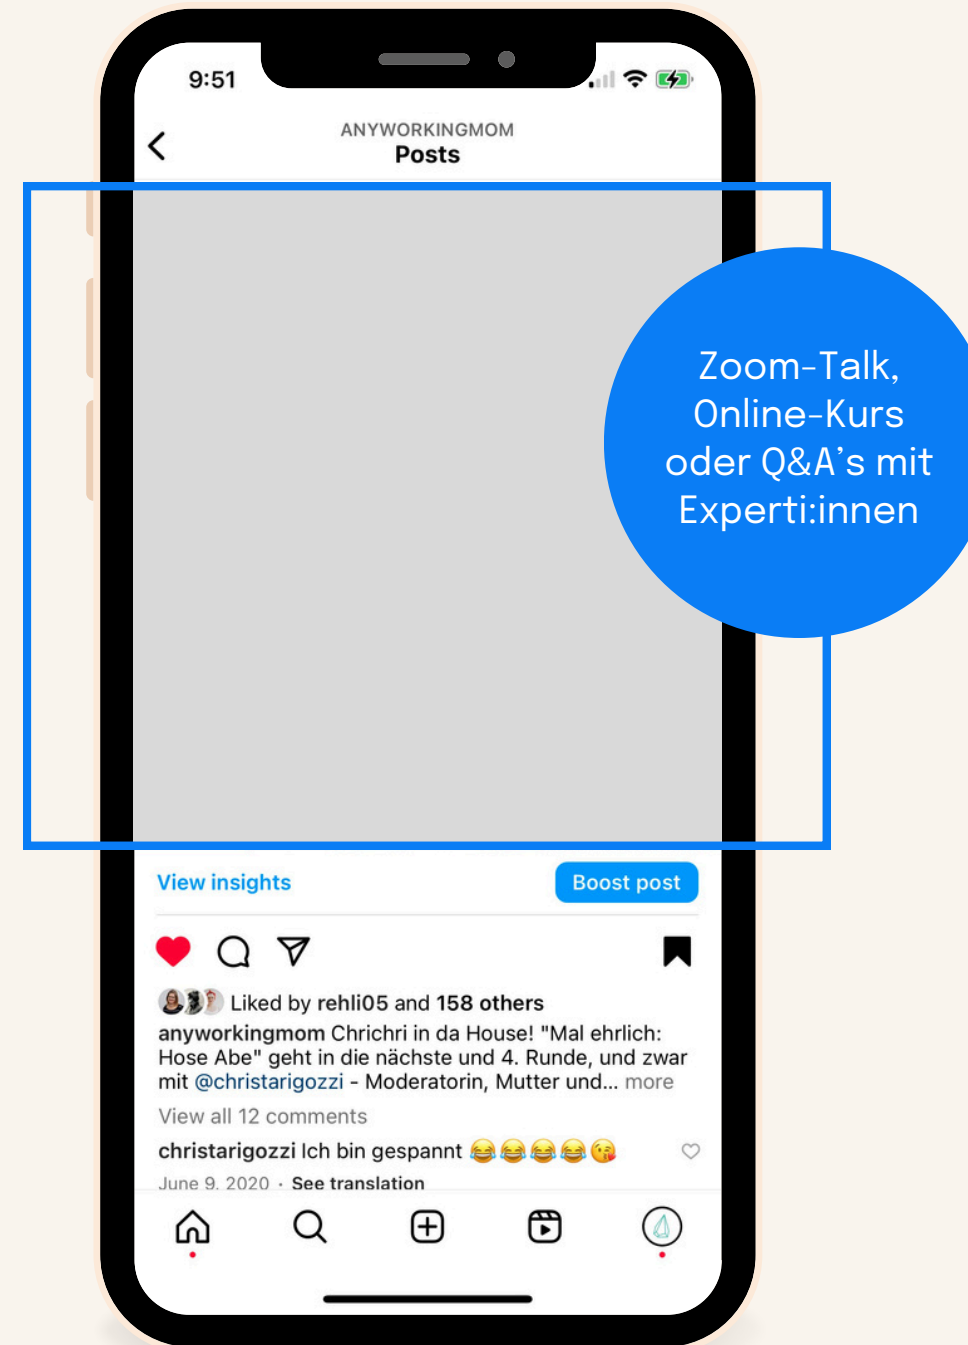 9:51
ANYWORKINGMOM
Posts
Zoom-Talk,
Online-Kurs
oder Q&A's mit
Experti:innen
View insights
Boost post
Liked by rehli05 and 158 others
anyworkingmom Chrichri in da House! "Mal ehrlich:
Hose Abe" geht in die nächste und 4. Runde, und zwar
mit @christarigozzi - Moderatorin, Mutter und... more
View all 12 comments
christarigozzi Ich bin gespannt 😂😂😂😂😘
June 9, 2020 · See translation